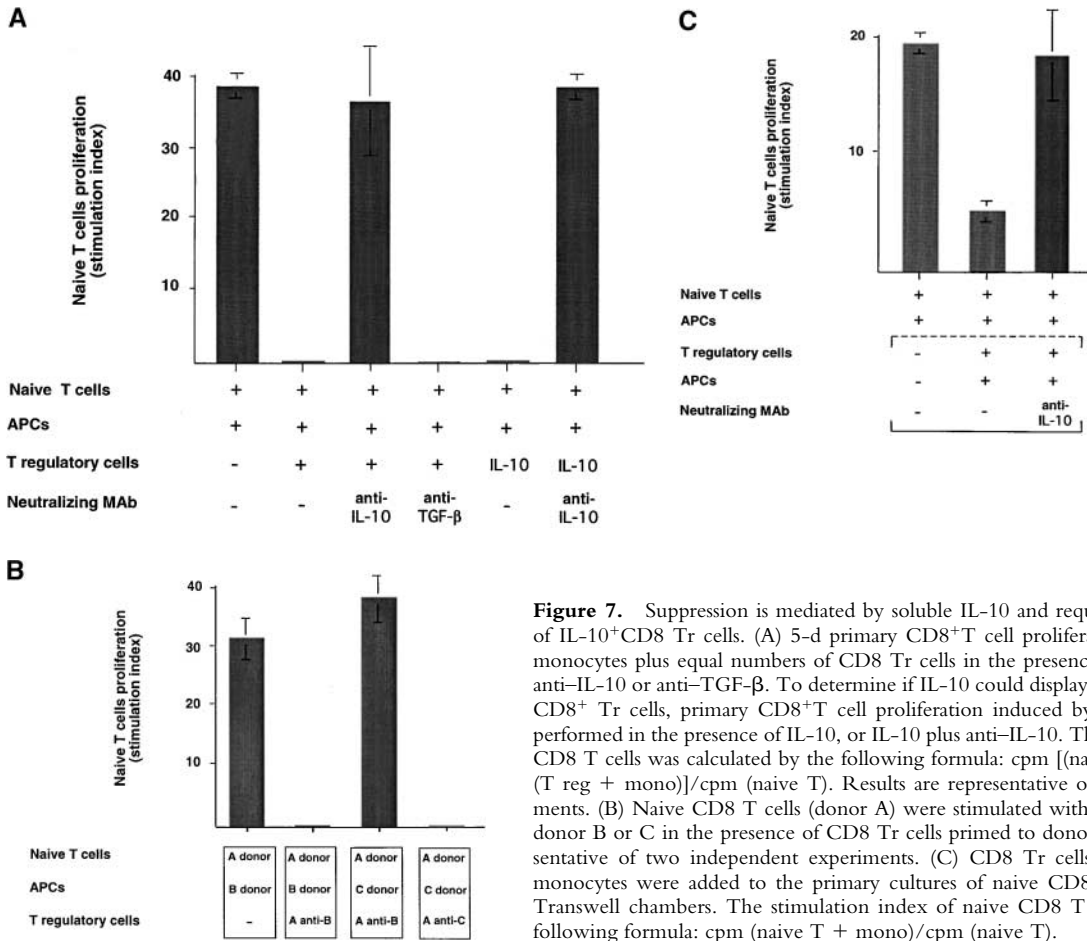 A
Naive T cells proliferation
(stimulation index)
40
30
20
10
Naive T cells + + + + + +
APCs + + + + + +
T regulatory cells - + + + IL-10 IL-10
Neutralizing MAb - - anti-IL-10 anti-TGF-β - anti-IL-10
C
Naive T cells proliferation
(stimulation index)
20
10
Naive T cells + + +
APCs + + +
T regulatory cells - + +
APCs - + +
Neutralizing MAb - - anti-IL-10
B
Naive T cells proliferation
(stimulation index)
40
30
20
10
Naive T cells A donor A donor A donor A donor
APCs B donor B donor C donor C donor
T regulatory cells – A anti-B A anti-B A anti-C
Figure 7. Suppression is mediated by soluble IL-10 and requ
of IL-10+CD8 Tr cells. (A) 5-d primary CD8+T cell prolifer
monocytes plus equal numbers of CD8 Tr cells in the presenc
anti–IL-10 or anti–TGF-β. To determine if IL-10 could display
CD8+ Tr cells, primary CD8+T cell proliferation induced by
performed in the presence of IL-10, or IL-10 plus anti–IL-10. Th
CD8 T cells was calculated by the following formula: cpm [(na
(T reg + mono)]/cpm (naive T). Results are representative o
ments. (B) Naive CD8 T cells (donor A) were stimulated with
donor B or C in the presence of CD8 Tr cells primed to dono
sentative of two independent experiments. (C) CD8 Tr cells
monocytes were added to the primary cultures of naive CD8
Transwell chambers. The stimulation index of naive CD8 T
following formula: cpm (naive T + mono)/cpm (naive T).